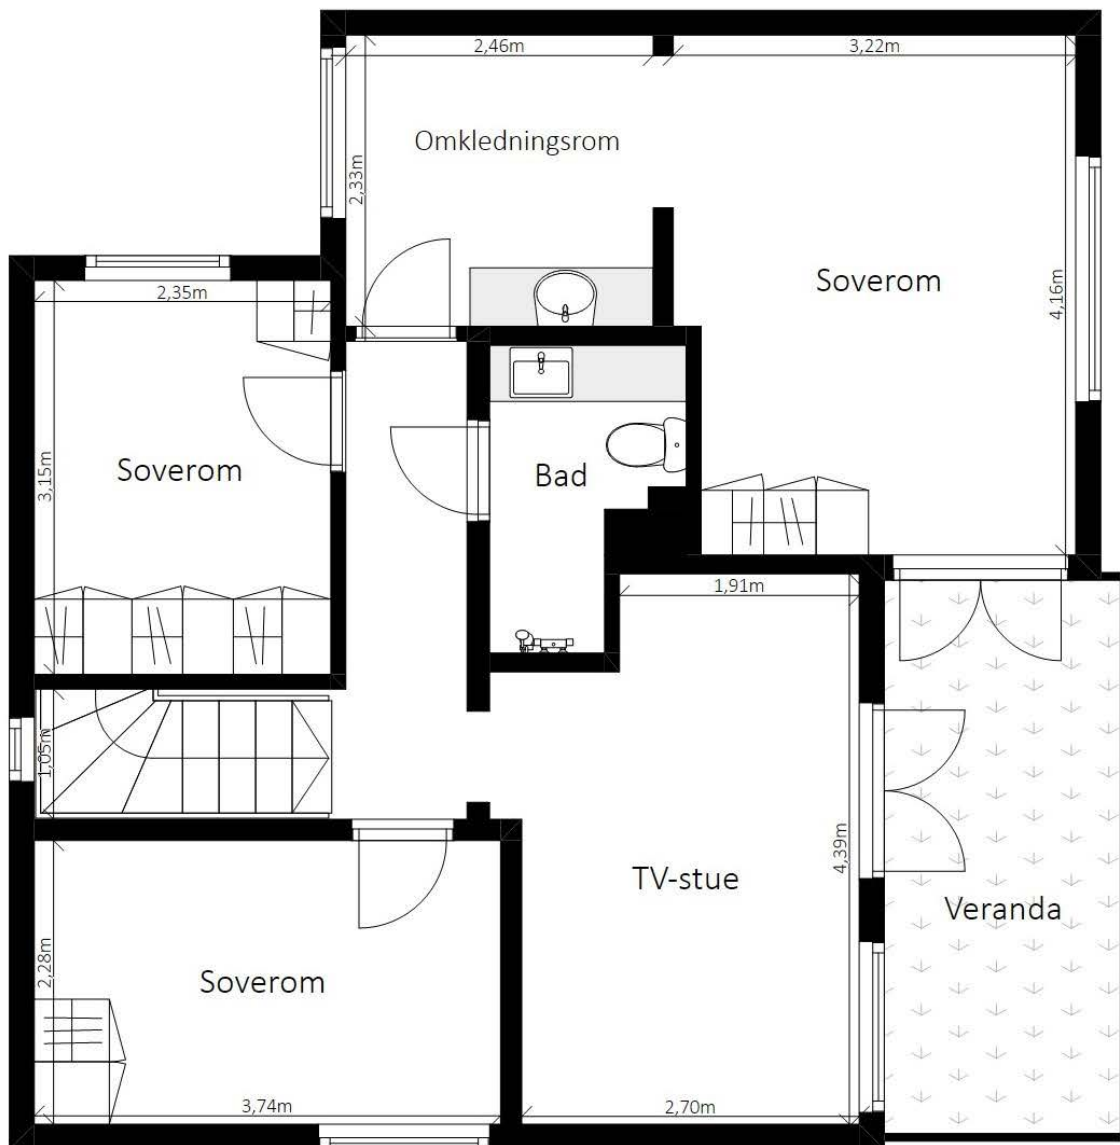 2,46m
3,22m
Omkledningsrom
2,33m
Soverom
4,16m
2,35m
Soverom
3,15m
Bad
1,91m
1,05m
TV-stue
4,39m
Veranda
Soverom
2,28m
3,74m
2,70m